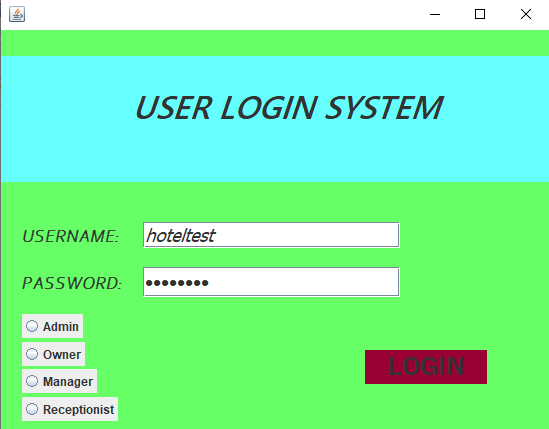 USER LOGIN SYSTEM
USERNAME: hoteltest
PASSWORD: ••••••••
Admin
Owner
Manager
Receptionist
LOGIN